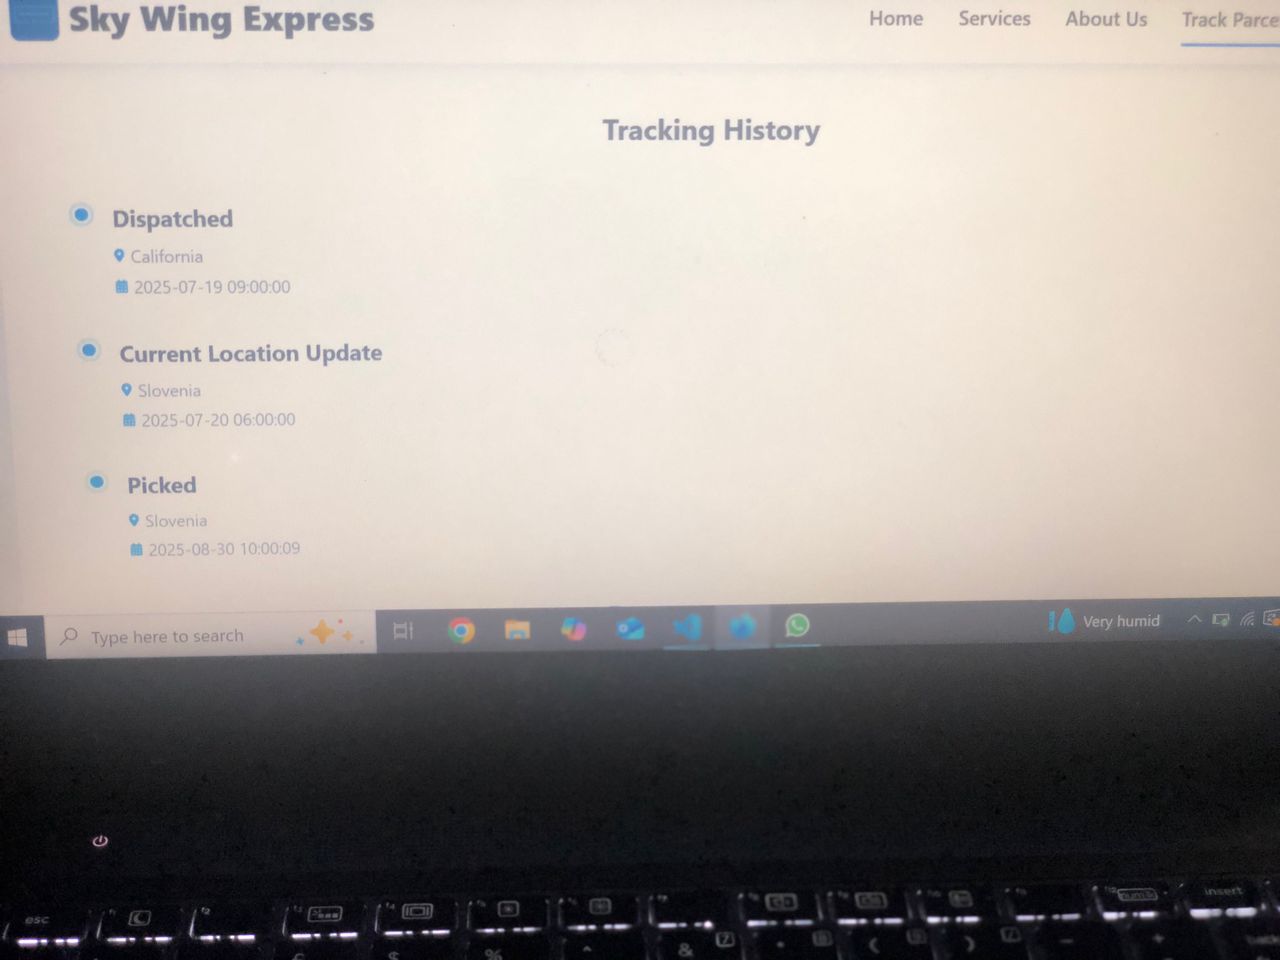 Sky Wing Express
Home Services About Us Track Parce
Tracking History
Dispatched
California
2025-07-19 09:00:00
Current Location Update
Slovenia
2025-07-20 06:00:00
Picked
Slovenia
2025-08-30 10:00:09
Type here to search
Very humid
esc
insert